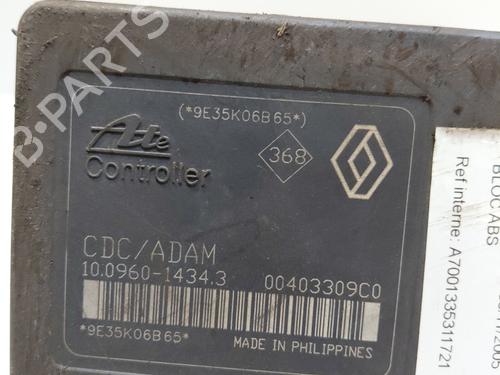 (*9E35K06B65*)
Ate
Controller
368
CDC/ADAM
10.0960-1434.3
00403309C0
*9E35K06B65*
MADE IN PHILIPPINES
BLOC ABS
Ref interne: A7001335311721
B-PARTS